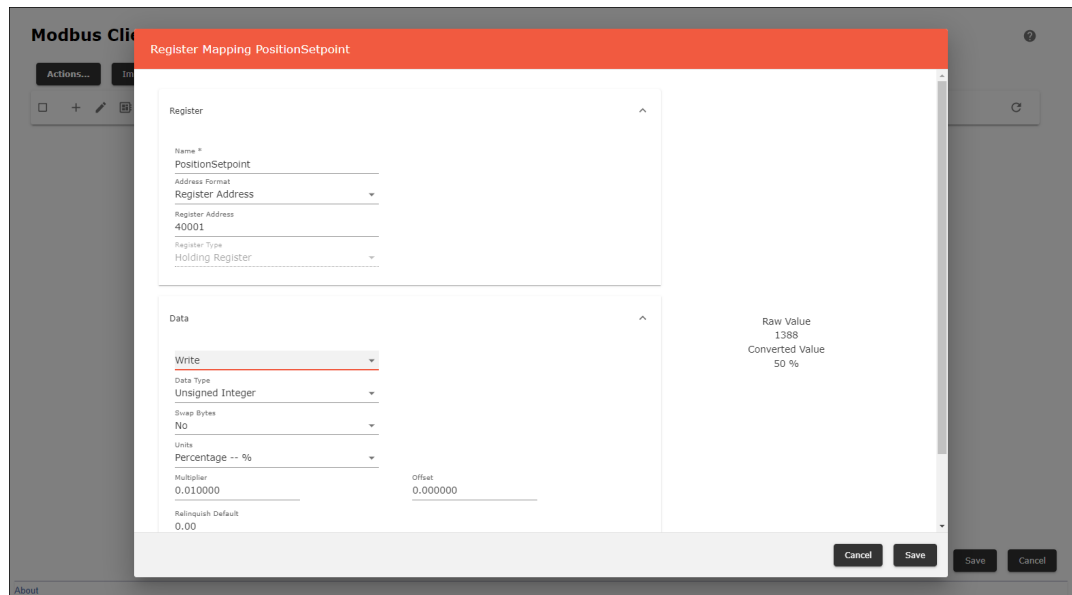 Modbus Clie
Register Mapping PositionSetpoint
Actions...
Im
Register
Name *
PositionSetpoint
Address Format
Register Address
Register Address
40001
Register Type
Holding Register
Data
Write
Data Type
Unsigned Integer
Swap Bytes
No
Units
Percentage -- %
Multiplier
0.010000
Offset
0.000000
Relinquish Default
0.00
Raw Value
1388
Converted Value
50 %
Cancel
Save
Save
Cancel
About